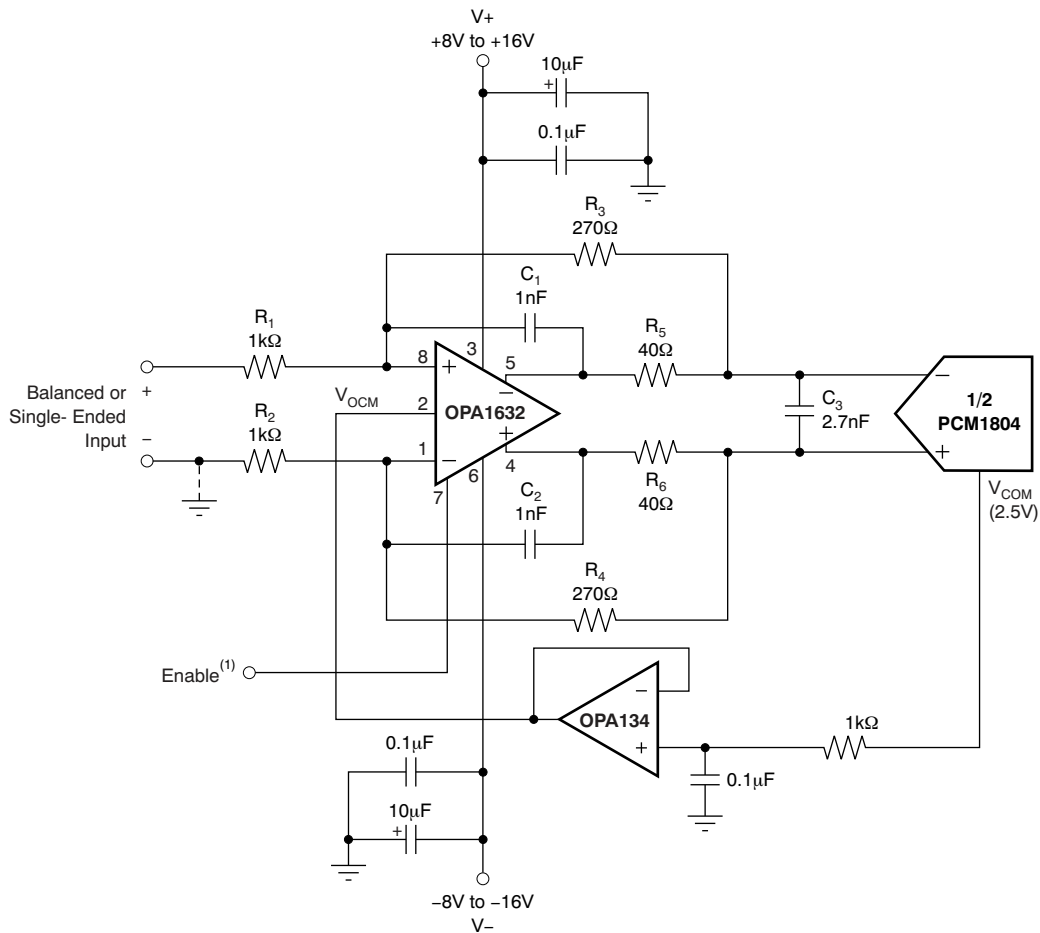 V+
+8V to +16V
10µF
+
0.1µF
R3
270Ω
C1
1nF
R1
1kΩ
R5
40Ω
3
8
+
5
−
Balanced or
Single- Ended
Input
+
−
VOCM
2
OPA1632
R2
1kΩ
1
−
+
4
6
7
C3
2.7nF
−
1/2
PCM1804
+
R6
40Ω
C2
1nF
VCOM
(2.5V)
R4
270Ω
Enable(1)
−
OPA134
+
1kΩ
0.1µF
0.1µF
10µF
+
−8V to −16V
V−